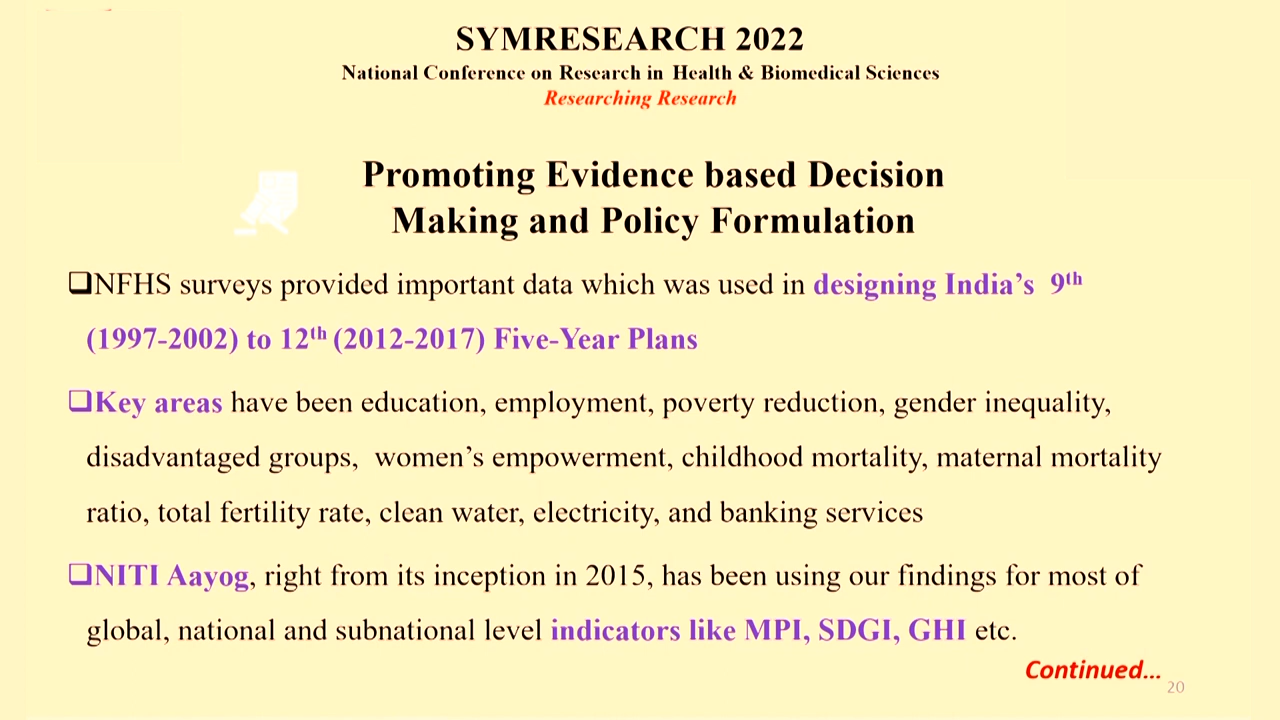 SYMRESEARCH 2022
National Conference on Research in Health & Biomedical Sciences
Researching Research
Promoting Evidence based Decision
Making and Policy Formulation
❑NFHS surveys provided important data which was used in designing India’s 9th
(1997-2002) to 12th (2012-2017) Five-Year Plans
❑Key areas have been education, employment, poverty reduction, gender inequality,
disadvantaged groups, women’s empowerment, childhood mortality, maternal mortality
ratio, total fertility rate, clean water, electricity, and banking services
❑NITI Aayog, right from its inception in 2015, has been using our findings for most of
global, national and subnational level indicators like MPI, SDGI, GHI etc.
Continued...
20